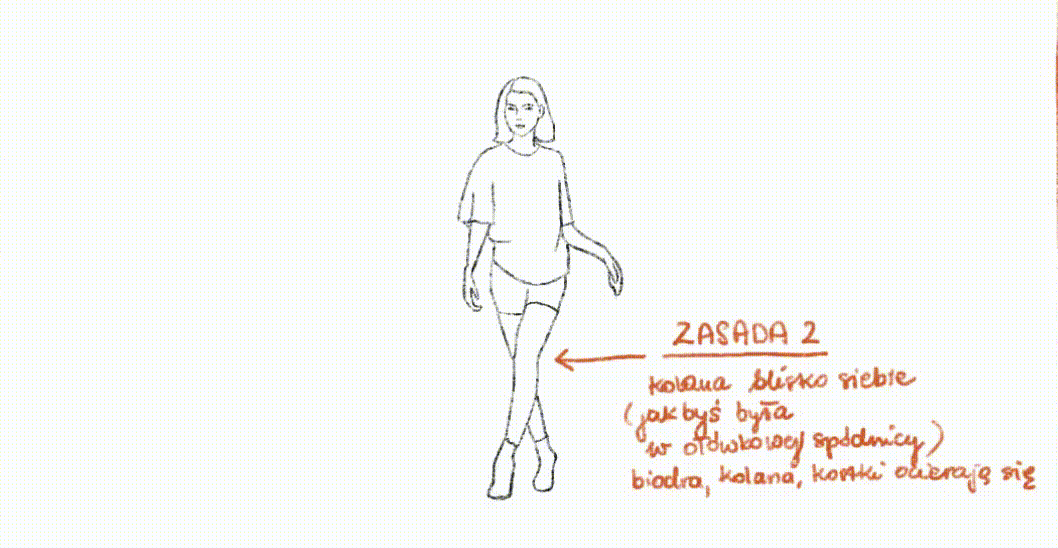 ZASADA 2
kolana blisko siebie
(jakbyś była
w ołówkowej spódnicy)
biodra, kolana, kostki ocierają się